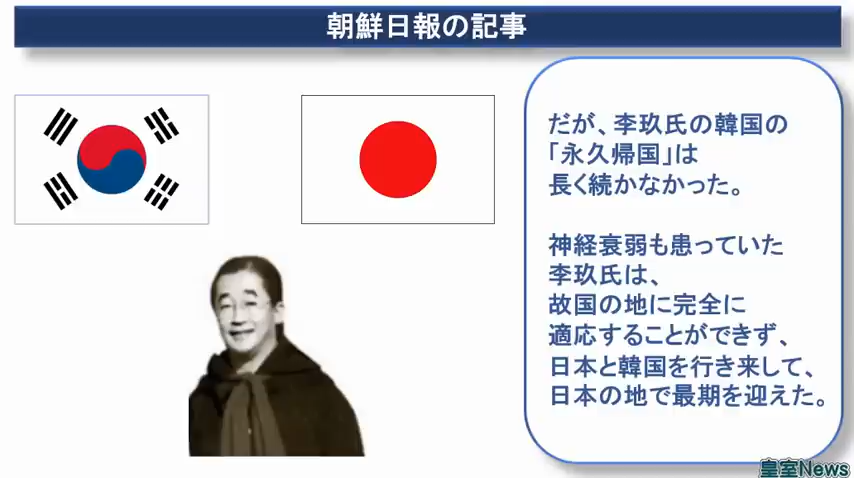 朝鮮日報の記事
だが、李玖氏の韓国の
「永久帰国」は
長く続かなかった。
神経衰弱も患っていた
李玖氏は、
故国の地に完全に
適応することができず、
日本と韓国を行き来して、
日本の地で最期を迎えた。
皇室News